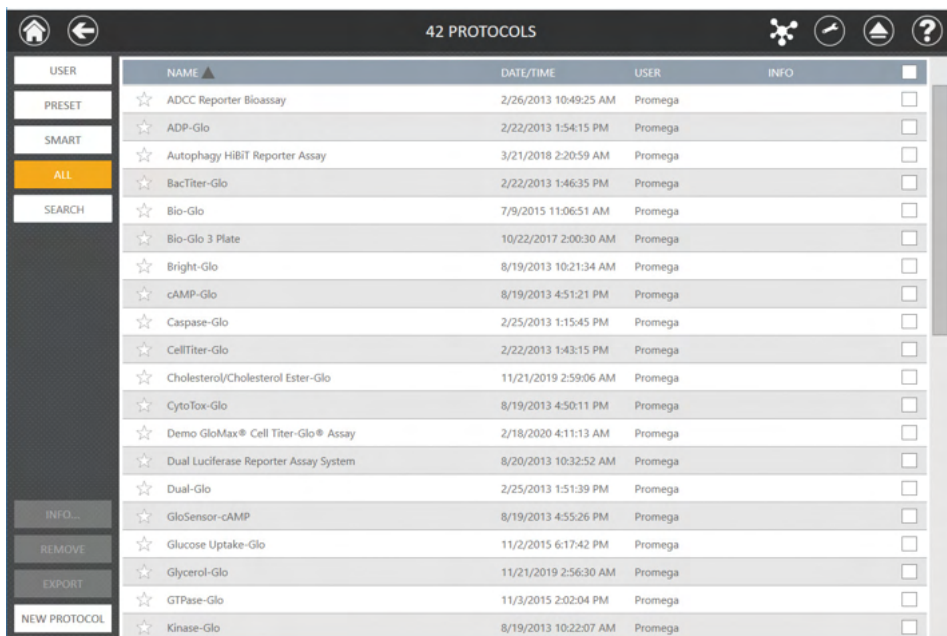 42 PROTOCOLS
USER
PRESET
SMART
ALL
SEARCH
INFO...
REMOVE
EXPORT
NEW PROTOCOL
NAME DATE/TIME USER INFO
ADCC Reporter Bioassay 2/26/2013 10:49:25 AM Promega
ADP-Glo 2/22/2013 1:54:15 PM Promega
Autophagy HiBiT Reporter Assay 3/21/2018 2:20:59 AM Promega
BacTiter-Glo 2/22/2013 1:46:35 PM Promega
Bio-Glo 7/9/2015 11:06:51 AM Promega
Bio-Glo 3 Plate 10/22/2017 2:00:30 AM Promega
Bright-Glo 8/19/2013 10:21:34 AM Promega
cAMP-Glo 8/19/2013 4:51:21 PM Promega
Caspase-Glo 2/25/2013 1:15:45 PM Promega
CellTiter-Glo 2/22/2013 1:43:15 PM Promega
Cholesterol/Cholesterol Ester-Glo 11/21/2019 2:59:06 AM Promega
CytoTox-Glo 8/19/2013 4:50:11 PM Promega
Demo GloMax® Cell Titer-Glo® Assay 2/18/2020 4:11:13 AM Promega
Dual Luciferase Reporter Assay System 8/20/2013 10:32:52 AM Promega
Dual-Glo 2/25/2013 1:51:39 PM Promega
GloSensor-cAMP 8/19/2013 4:55:26 PM Promega
Glucose Uptake-Glo 11/2/2015 6:17:42 PM Promega
Glycerol-Glo 11/21/2019 2:56:30 AM Promega
GTPase-Glo 11/3/2015 2:02:04 PM Promega
Kinase-Glo 8/19/2013 10:22:07 AM Promega